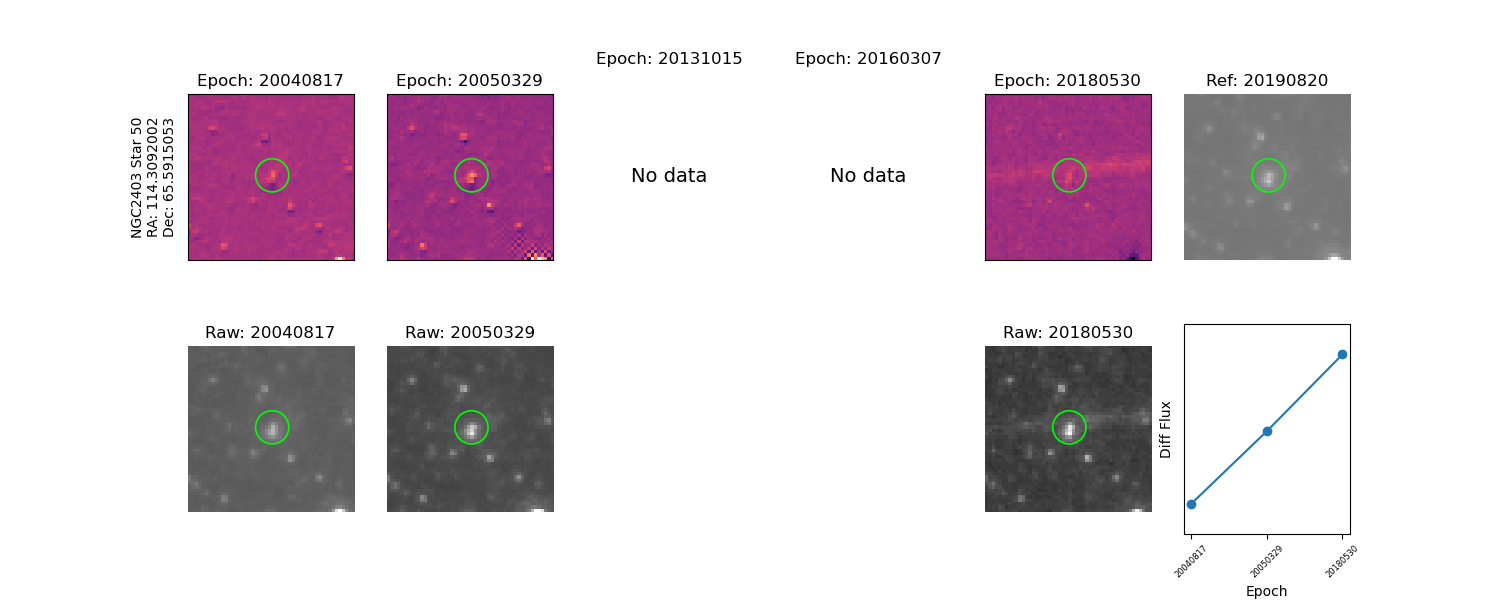 Epoch: 20131015
Epoch: 20160307
Epoch: 20040817
Epoch: 20050329
Epoch: 20180530
Ref: 20190820
NGC2403 Star 50
RA: 114.3092002
Dec: 65.5915053
No data
No data
Raw: 20040817
Raw: 20050329
Raw: 20180530
Diff Flux
20040817
20050329
20180530
Epoch